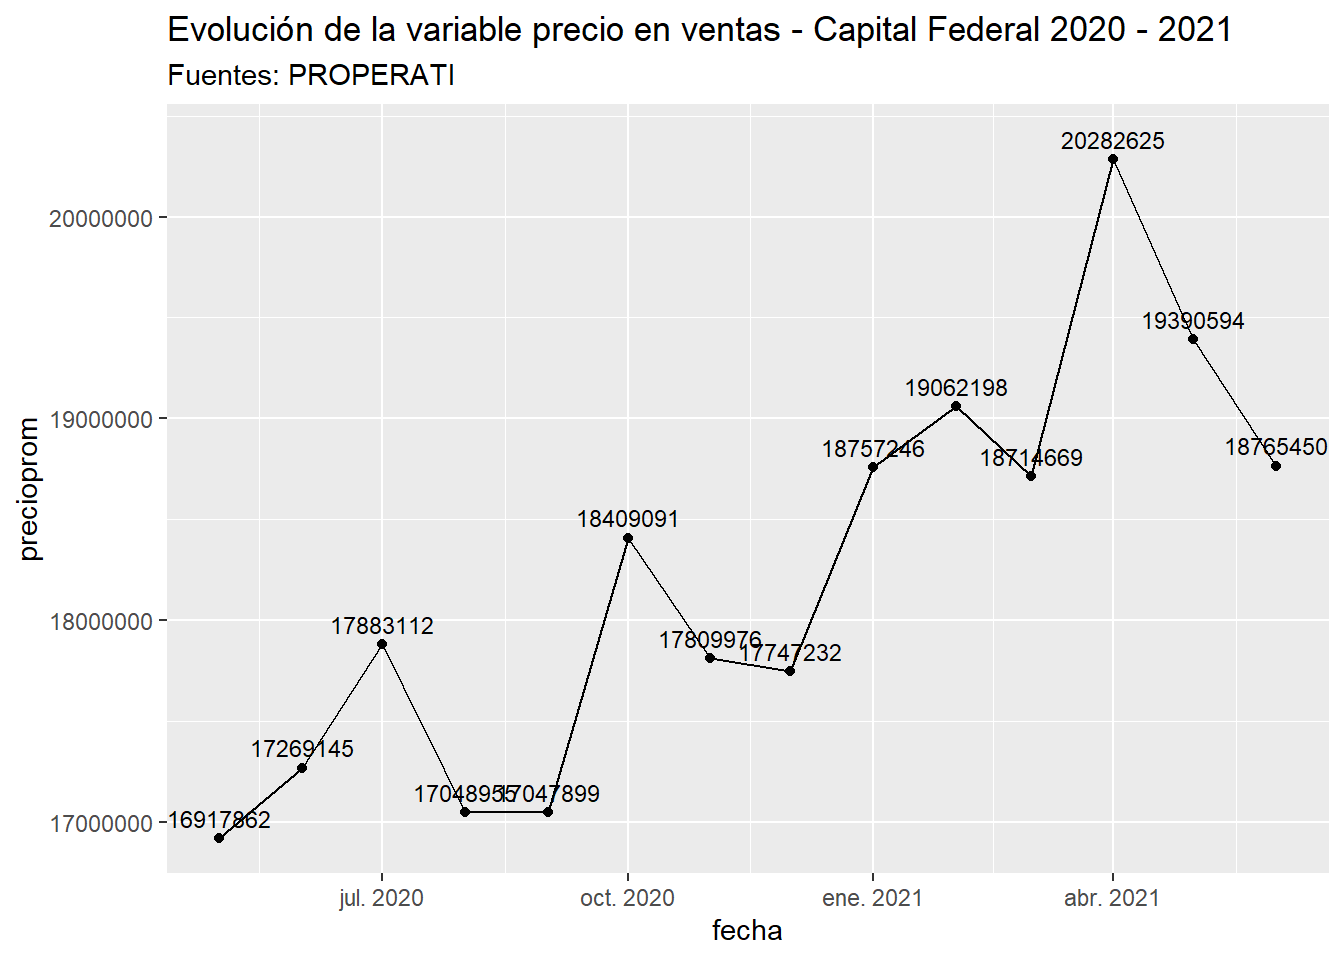 Evolución de la variable precio en ventas - Capital Federal 2020 - 2021
Fuentes: PROPERATI
20282625
20000000
19390594
19062198
19000000
18757246
18714669
18765450
precioprom
18409091
18000000
17883112
17809976
17747232
17269145
17048955
17047899
16917862
17000000
jul. 2020
oct. 2020
ene. 2021
abr. 2021
fecha